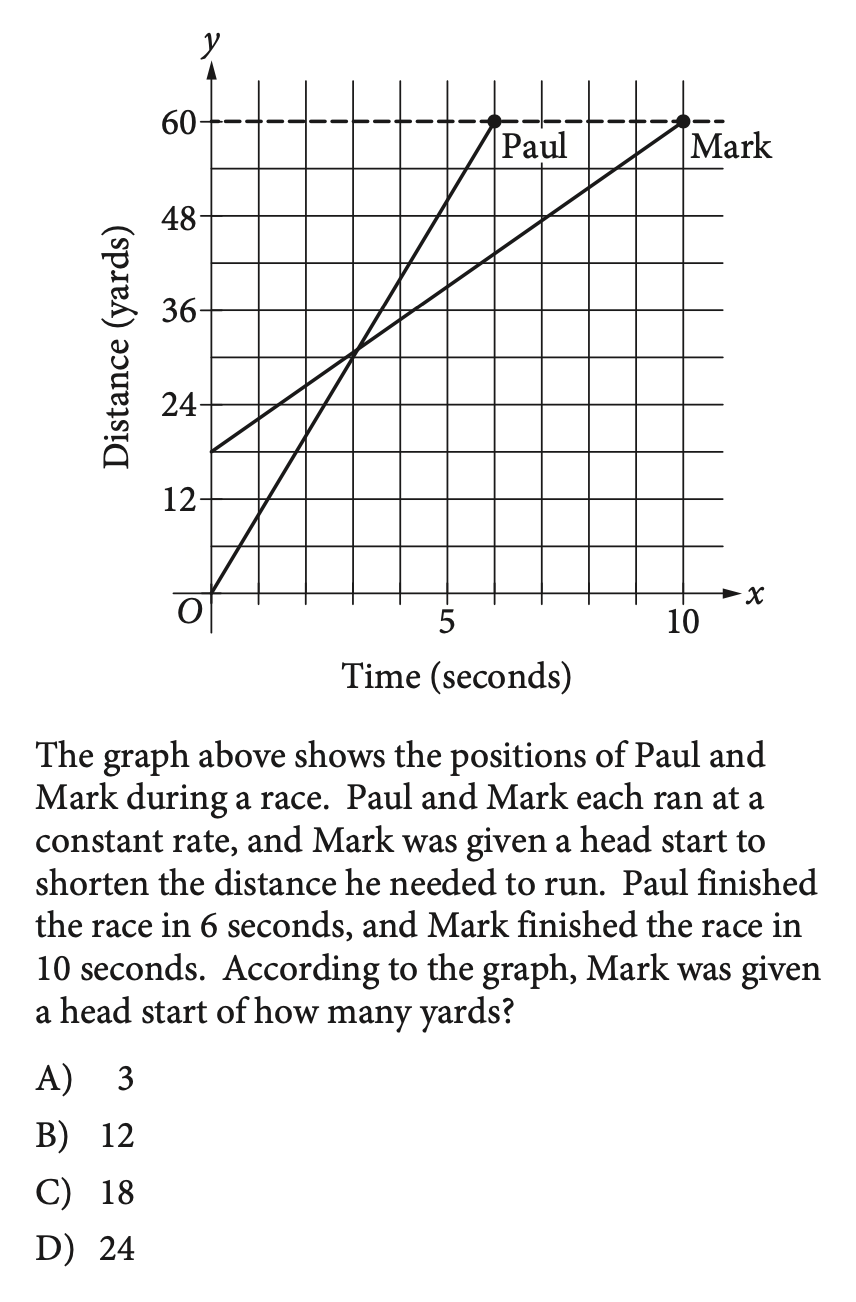 y
60
Paul
Mark
48
36
24
12
Distance (yards)
O
5
10
x
Time (seconds)
The graph above shows the positions of Paul and
Mark during a race. Paul and Mark each ran at a
constant rate, and Mark was given a head start to
shorten the distance he needed to run. Paul finished
the race in 6 seconds, and Mark finished the race in
10 seconds. According to the graph, Mark was given
a head start of how many yards?
A) 3
B) 12
C) 18
D) 24